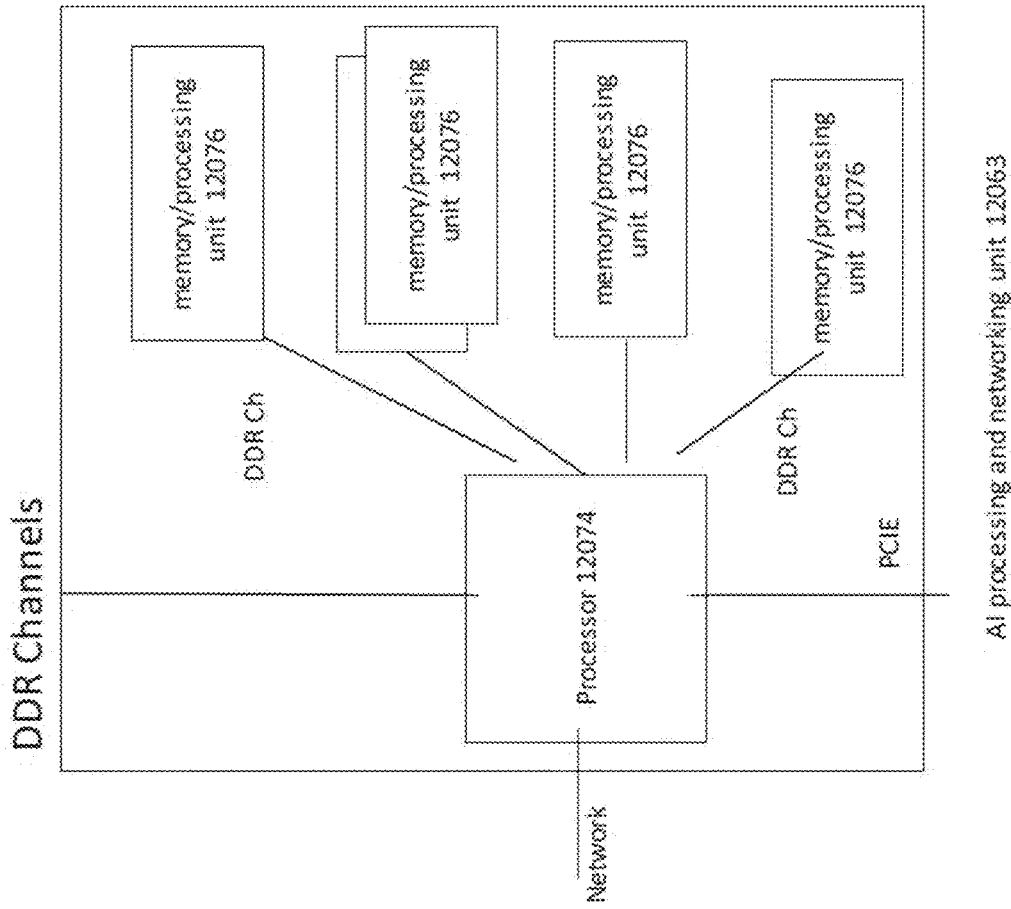 DDR Channels
Network
Processor 12074
PCIE
DDR Ch
DDR Ch
memory/processing
unit 12076
memory/processing
unit 12076
memory/processing
unit 12076
memory/processing
unit 12076
AI processing and networking unit 12063